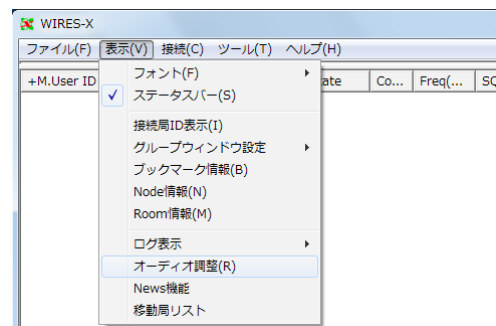 WIRES-X
ファイル(F) 表示(V) 接続(C) ツール(T) ヘルプ(H)
+M.User ID ate Co... Freq(... SQ
フォント(F)
ステータスバー(S)
接続局ID表示(I)
グループウィンドウ設定
ブックマーク情報(B)
Node情報(N)
Room情報(M)
ログ表示
オーディオ調整(R)
News機能
移動局リスト